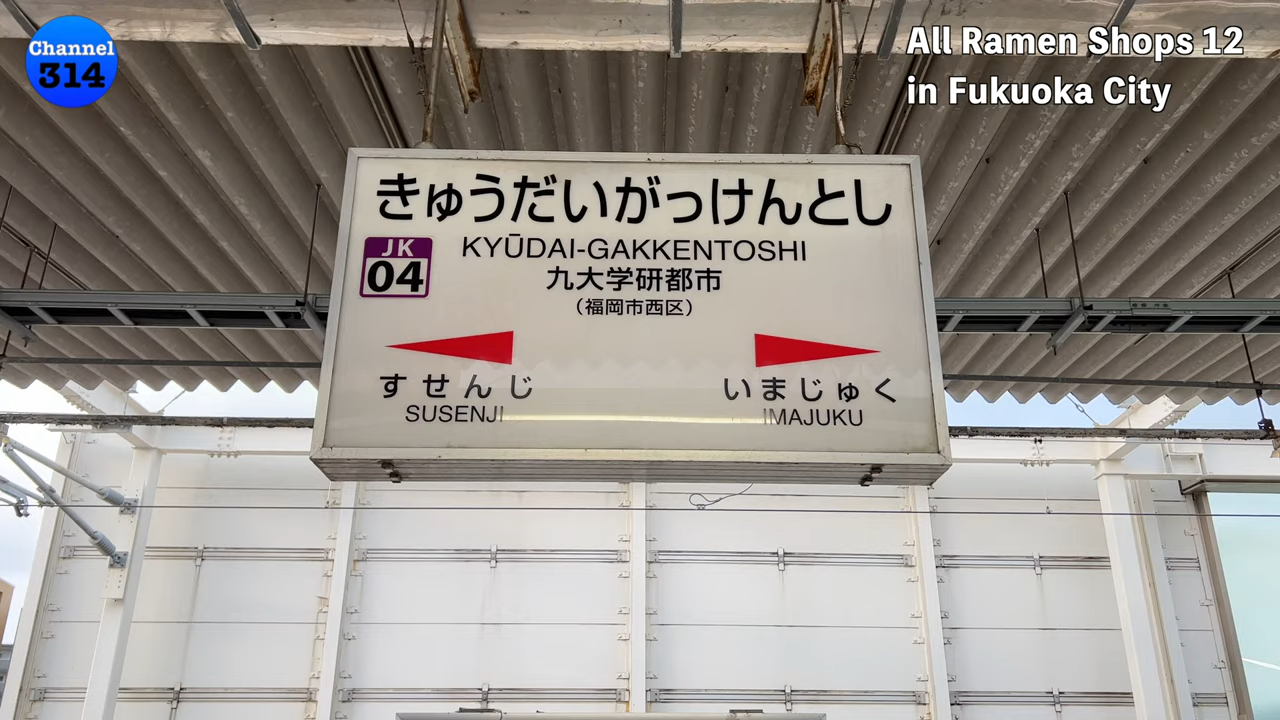 Channel
314
All Ramen Shops 12
in Fukuoka City
きゅうだいがっけんとし
JK
04
KYŪDAI-GAKKENTOSHI
九大学研都市
（福岡市西区）
すせんじ
いまじゅく
SUSENJI
IMAJUKU